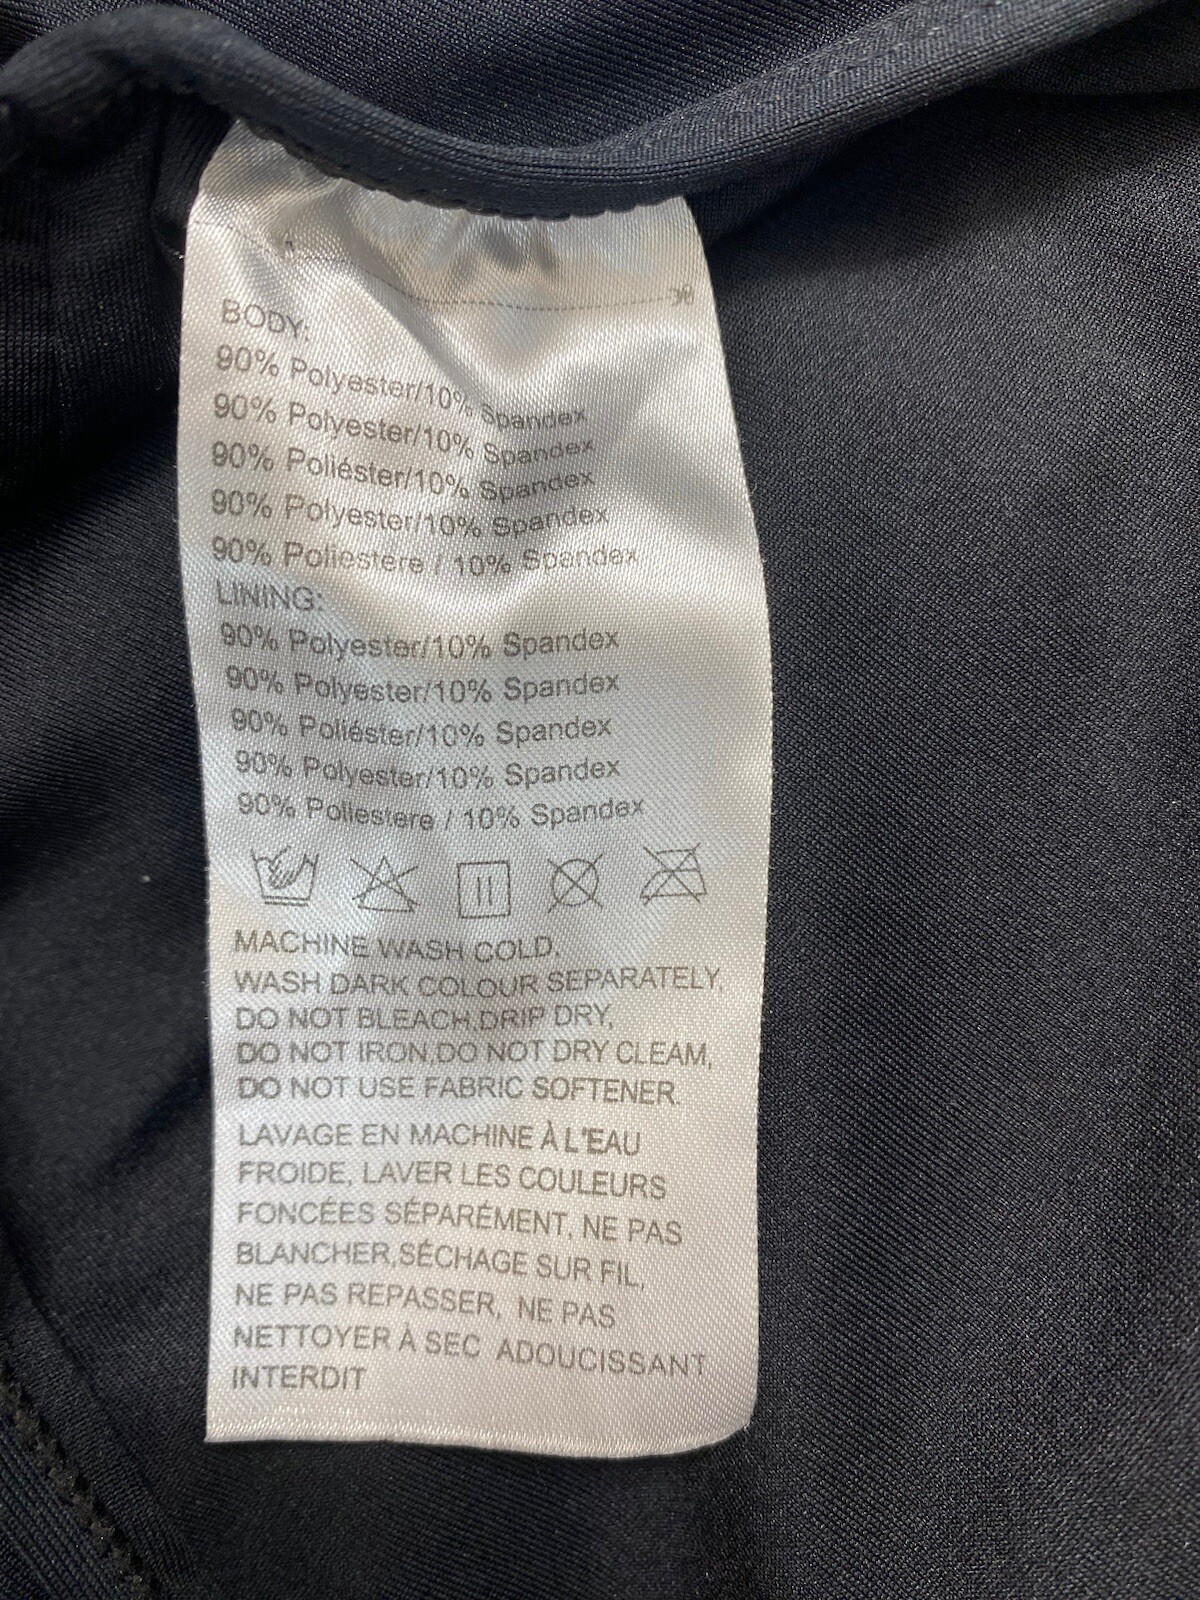 BODY:
90% Polyester/10% Spandex
90% Polyester/10% Spandex
90% Poliéster/10% Spandex
90% Polyester/10% Spandex
90% Poliestere / 10% Spandex
LINING:
90% Polyester/10% Spandex
90% Polyester/10% Spandex
90% Poliéster/10% Spandex
90% Polyester/10% Spandex
90% Poliestere / 10% Spandex
MACHINE WASH COLD.
WASH DARK COLOUR SEPARATELY,
DO NOT BLEACH,DRIP DRY,
DO NOT IRON,DO NOT DRY CLEAM,
DO NOT USE FABRIC SOFTENER.
LAVAGE EN MACHINE À L'EAU
FROIDE, LAVER LES COULEURS
FONCÉES SÉPARÉMENT, NE PAS
BLANCHER,SÉCHAGE SUR FIL,
NE PAS REPASSER, NE PAS
NETTOYER À SEC ADOUCISSANT
INTERDIT